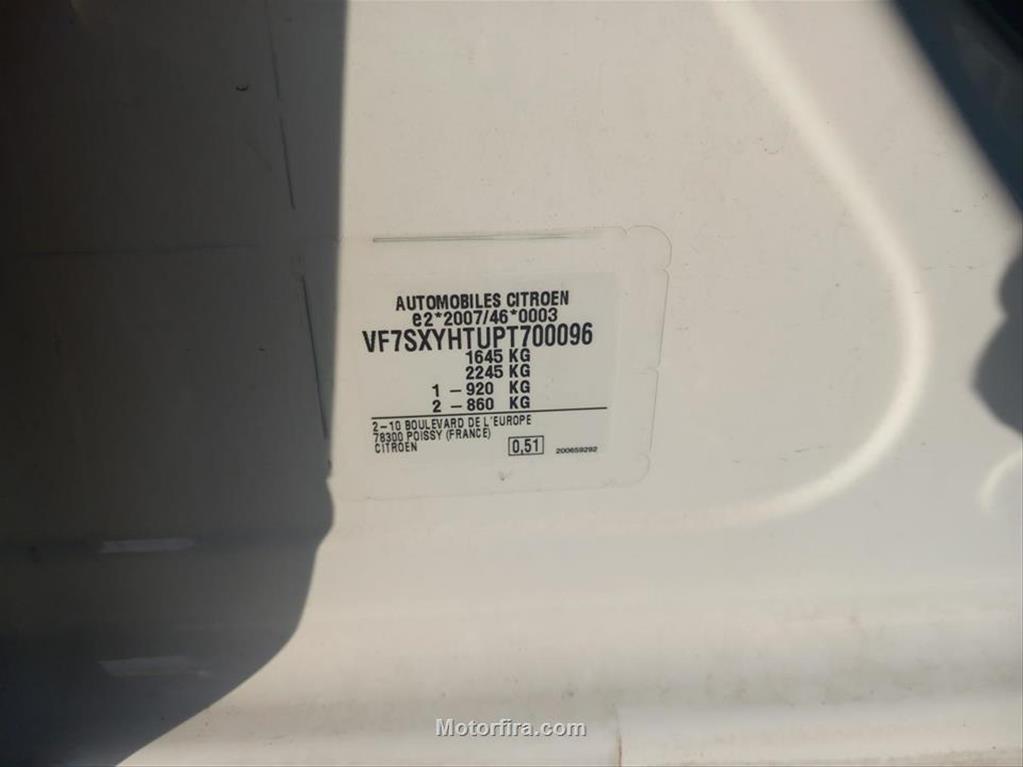 AUTOMOBILES CITROEN
e2*2007/46*0003
VF7SXYHTUPT700096
1645 KG
2245 KG
1 – 920 KG
2 – 860 KG
2–10 BOULEVARD DE L'EUROPE
78300 POISSY (FRANCE)
CITROEN
0,51
200659292
Motorfira.com